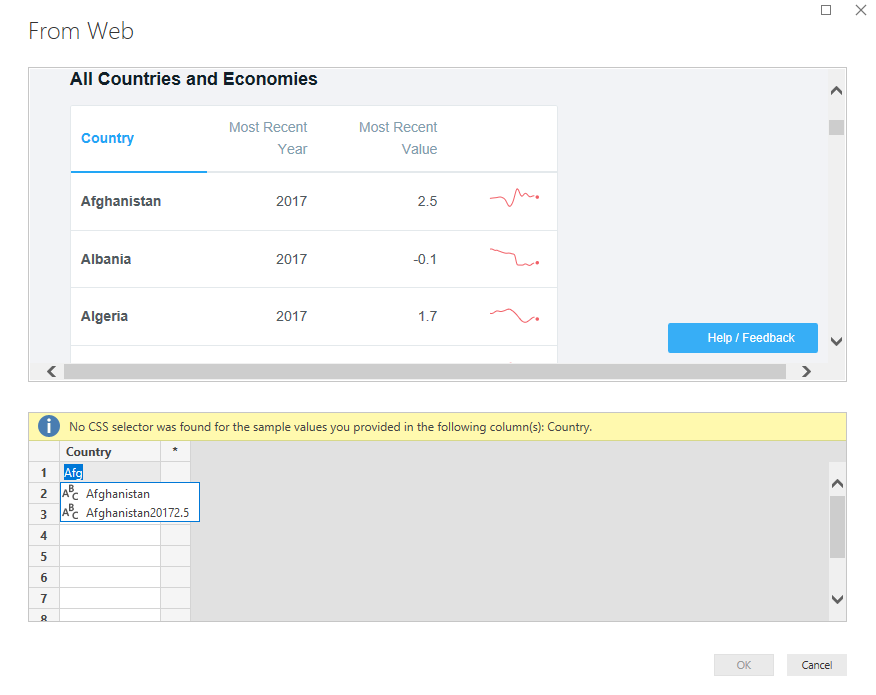 From Web
All Countries and Economies
Country Most Recent Year Most Recent Value
Afghanistan 2017 2.5
Albania 2017 -0.1
Algeria 2017 1.7
Help / Feedback
i No CSS selector was found for the sample values you provided in the following column(s): Country.
Country *
1 Afg
2 ABC Afghanistan
3 ABC Afghanistan20172.5
4
5
6
7
8
OK Cancel